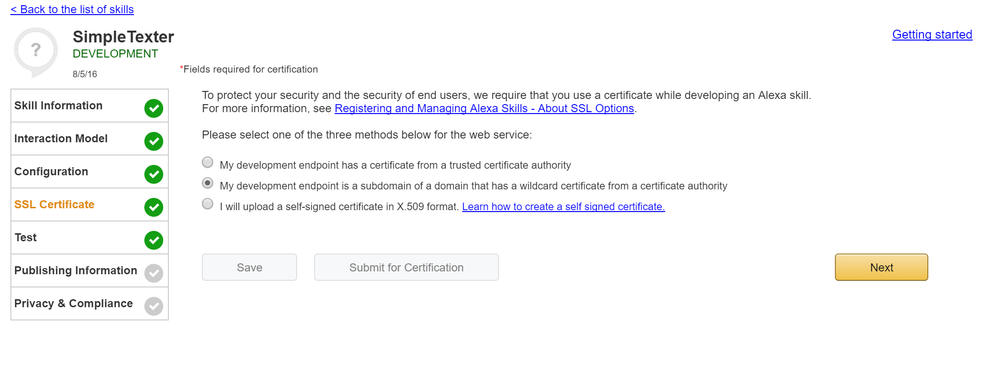 < Back to the list of skills
?
SimpleTexter
DEVELOPMENT
8/5/16
Getting started
*Fields required for certification
Skill Information
Interaction Model
Configuration
SSL Certificate
Test
Publishing Information
Privacy & Compliance
To protect your security and the security of end users, we require that you use a certificate while developing an Alexa skill.
For more information, see Registering and Managing Alexa Skills - About SSL Options.
Please select one of the three methods below for the web service:
My development endpoint has a certificate from a trusted certificate authority
My development endpoint is a subdomain of a domain that has a wildcard certificate from a certificate authority
I will upload a self-signed certificate in X.509 format. Learn how to create a self signed certificate.
Save
Submit for Certification
Next